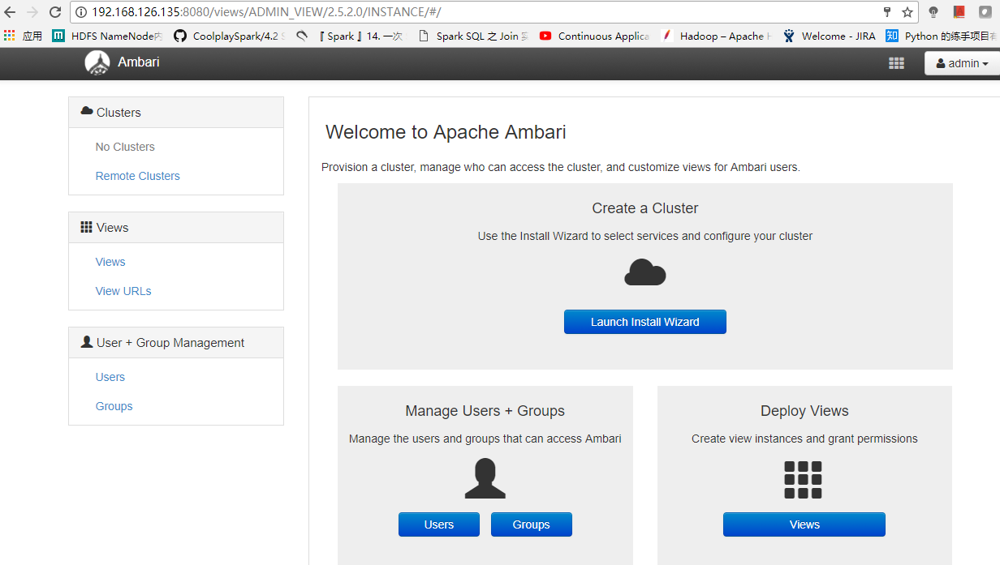 192.168.126.135:8080/views/ADMIN_VIEW/2.5.2.0/INSTANCE/#/
应用 HDFS NameNode内 CoolplaySpark/4.2 S 『 Spark 』 14. 一次 Spark SQL 之 Join 实 Continuous Applica Hadoop – Apache H Welcome - JIRA 知 Python 的练手项目有
Ambari admin
Clusters
No Clusters
Remote Clusters
Views
Views
View URLs
User + Group Management
Users
Groups
Welcome to Apache Ambari
Provision a cluster, manage who can access the cluster, and customize views for Ambari users.
Create a Cluster
Use the Install Wizard to select services and configure your cluster
Launch Install Wizard
Manage Users + Groups
Manage the users and groups that can access Ambari
Users Groups
Deploy Views
Create view instances and grant permissions
Views